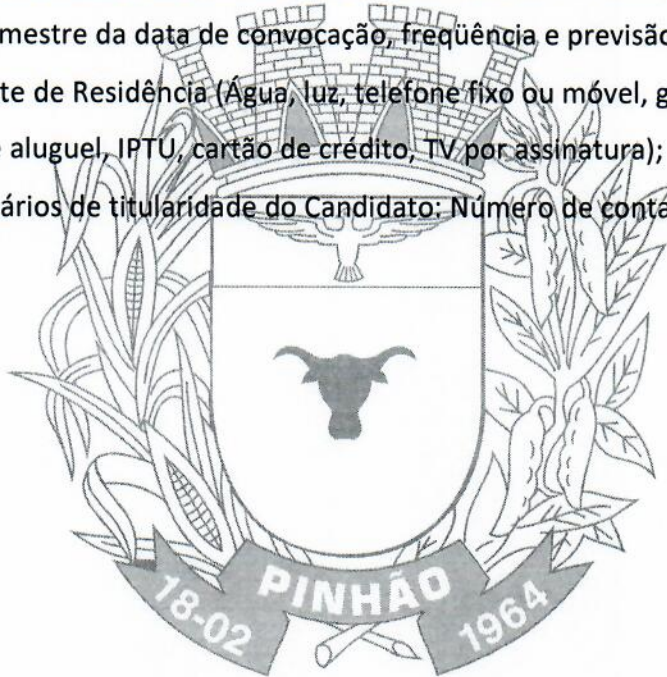 mestre da data de convocação, freqüência e previsão
te de Residência (Água, luz, telefone fixo ou móvel, g
aluguel, IPTU, cartão de crédito, TV por assinatura);
ários de titularidade do Candidato: Número de conta
18-02 PINHÃO 1964